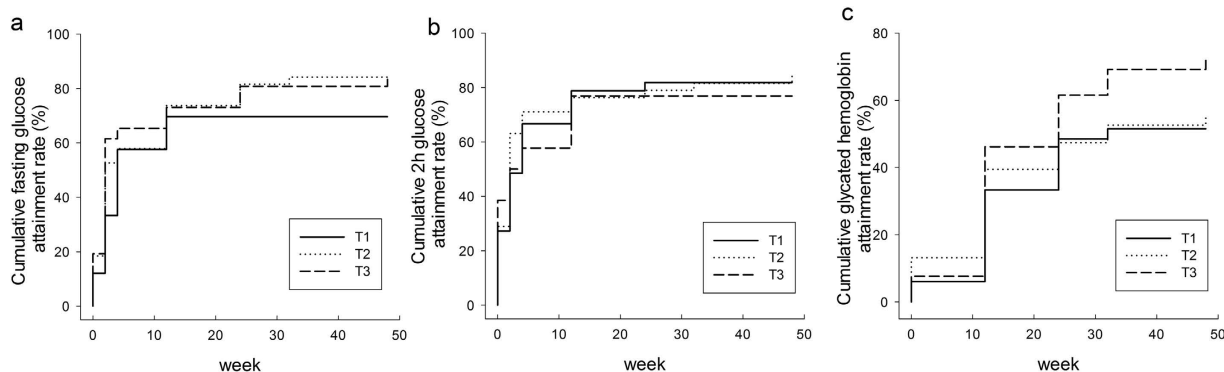 a
Cumulative fasting glucose
attainment rate (%)
100
80
60
40
20
0
0 10 20 30 40 50
week
T1
T2
T3
b
Cumulative 2h glucose
attainment rate (%)
100
80
60
40
20
0
0 10 20 30 40 50
week
T1
T2
T3
c
Cumulative glycated hemoglobin
attainment rate (%)
80
60
40
20
0
0 10 20 30 40 50
week
T1
T2
T3